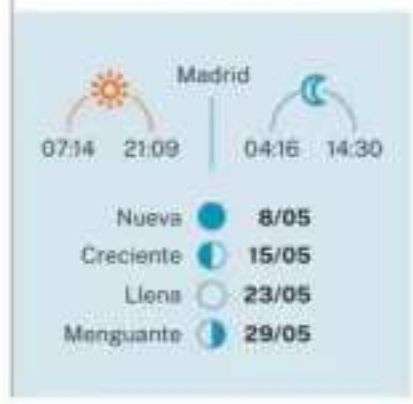 Madrid
07:14 21:09 04:16 14:30
Nueva 8/05
Creciente 15/05
Llena 23/05
Menguante 29/05